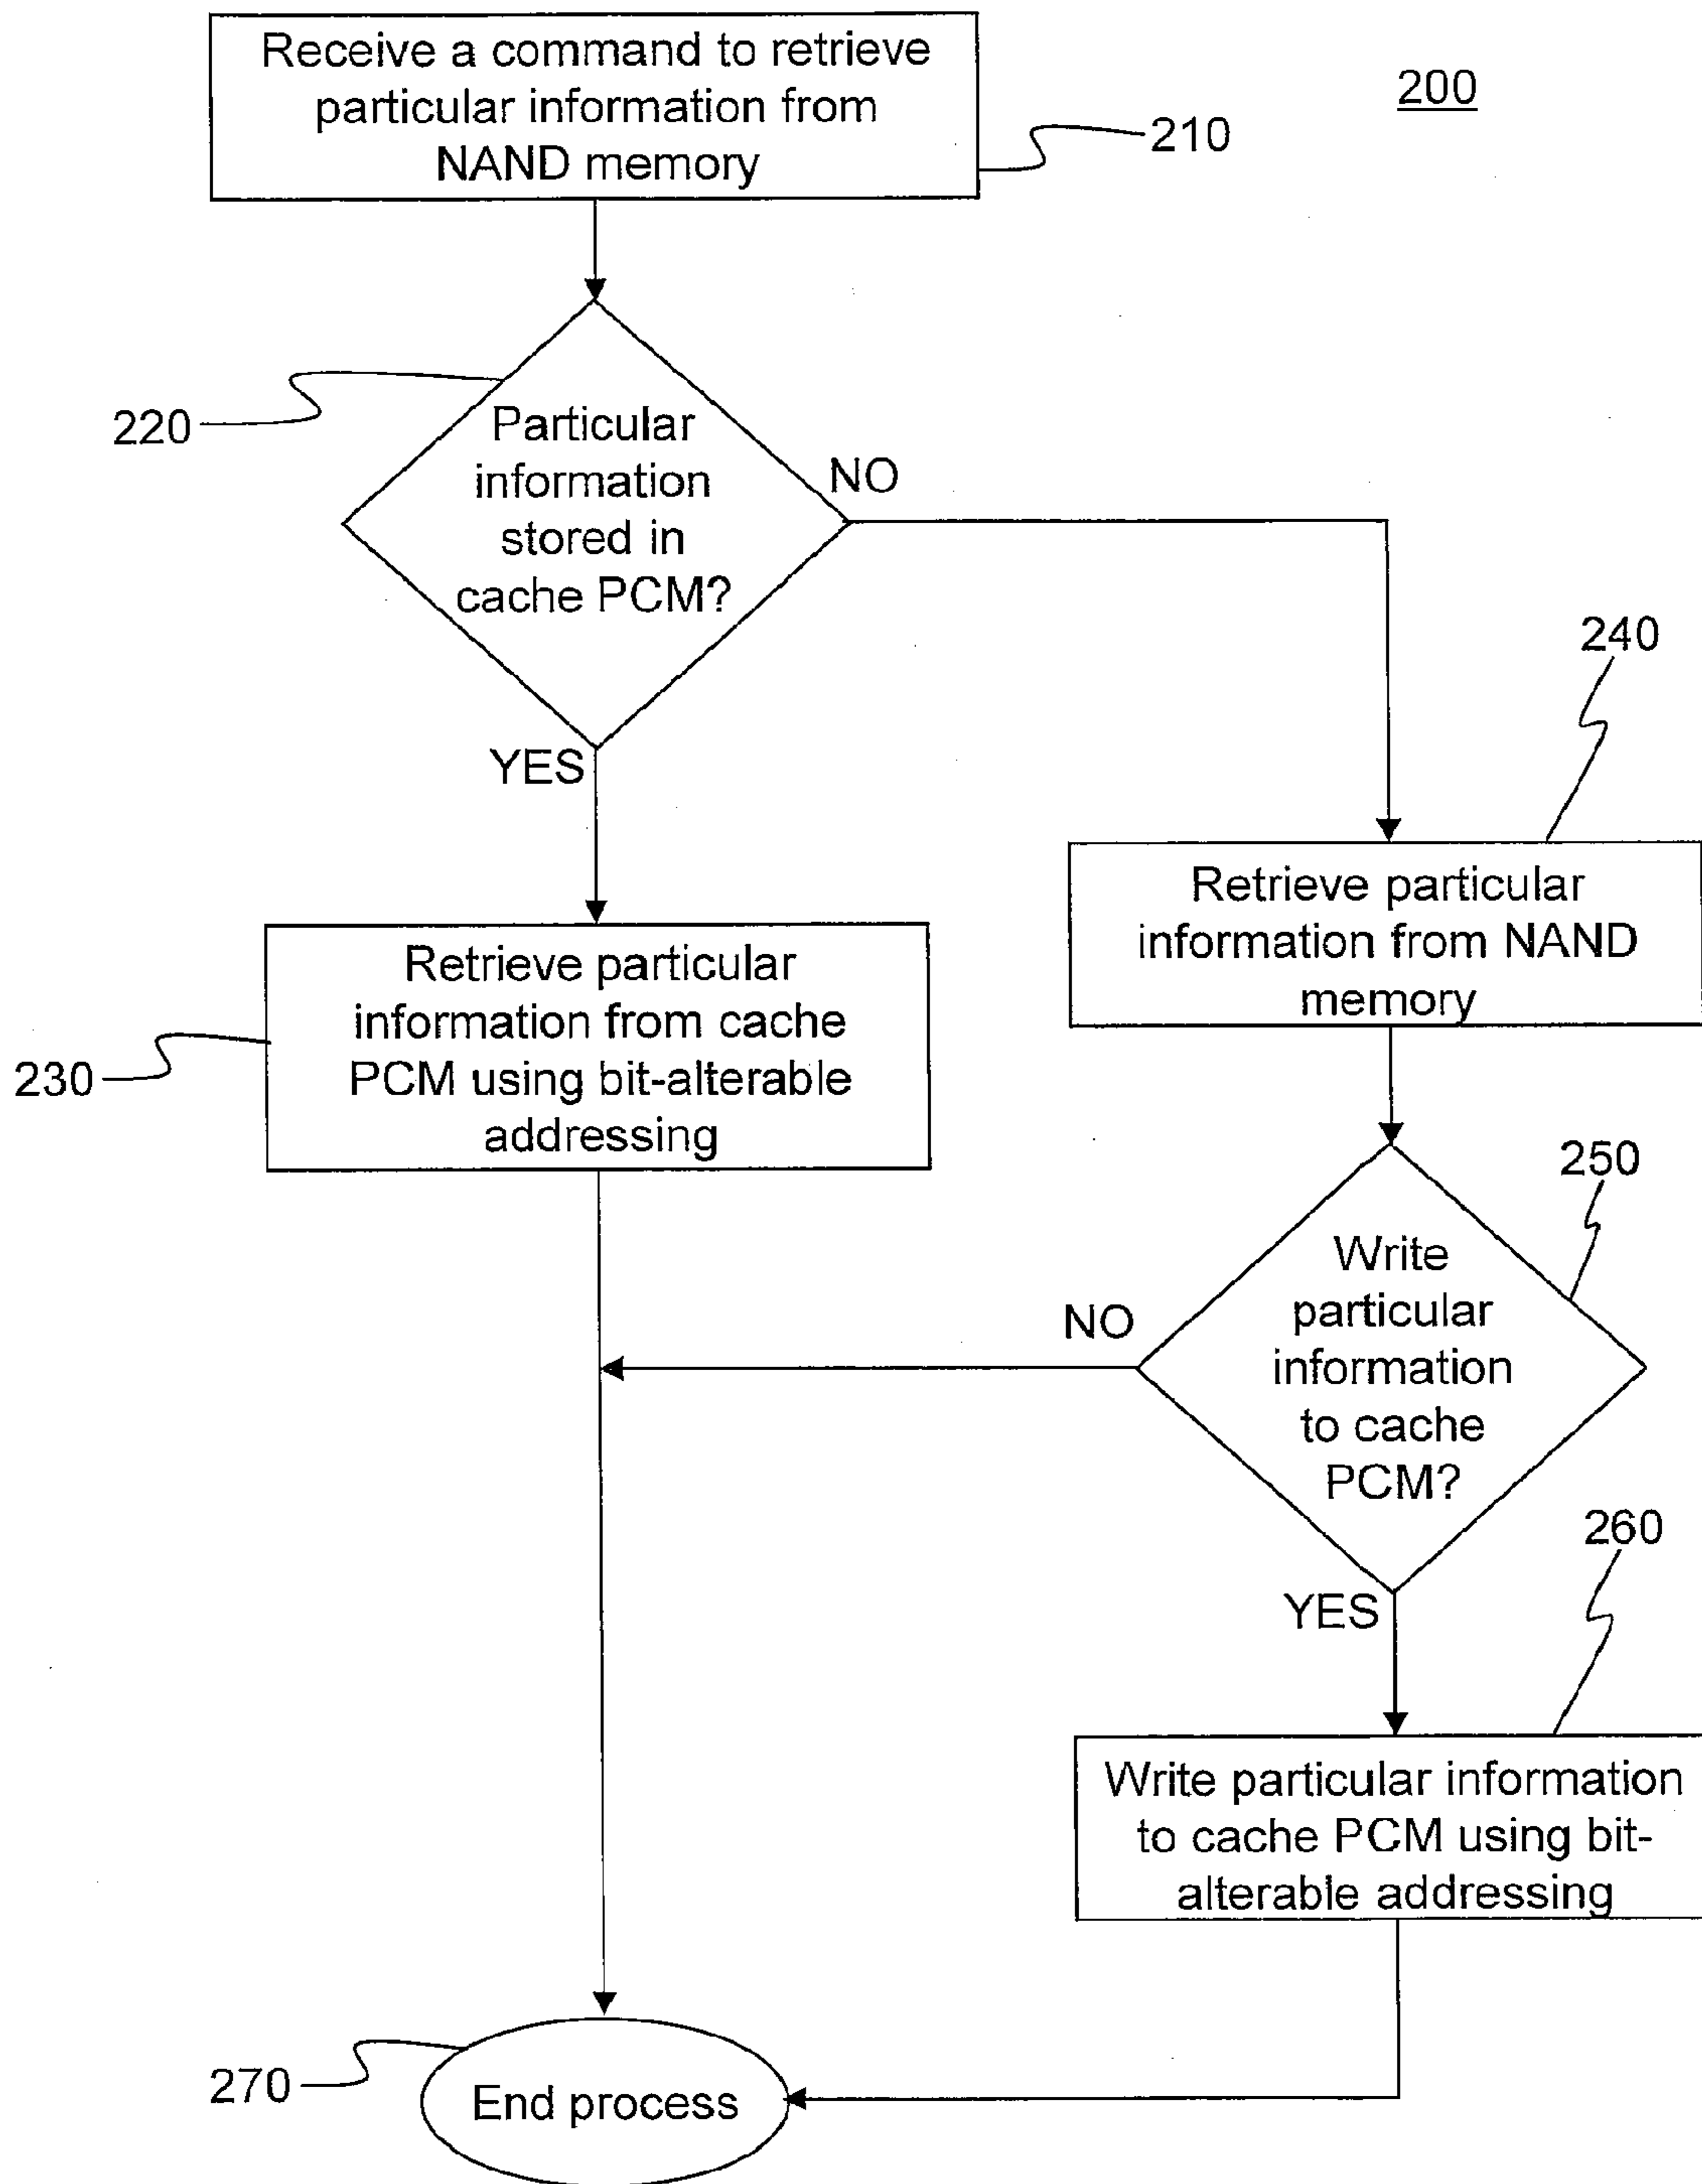 Receive a command to retrieve
particular information from
NAND memory
200
210
220
Particular
information
stored in
cache PCM?
NO
YES
240
Retrieve particular
information from NAND
memory
Retrieve particular
information from cache
PCM using bit-alterable
addressing
230
250
Write
particular
information
to cache
PCM?
NO
YES
260
Write particular information
to cache PCM using bit-
alterable addressing
270
End process